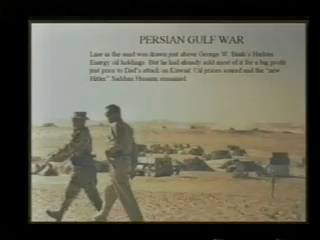 PERSIAN GULF WAR
Line in the sand was drawn just above George W. Bush's Harken
Energy oil holdings. But he had already sold most of it for a big profit
just prior to Dad's attack on Kuwait. Oil prices soared and the "new
Hitler" Saddam Hussein, remained.